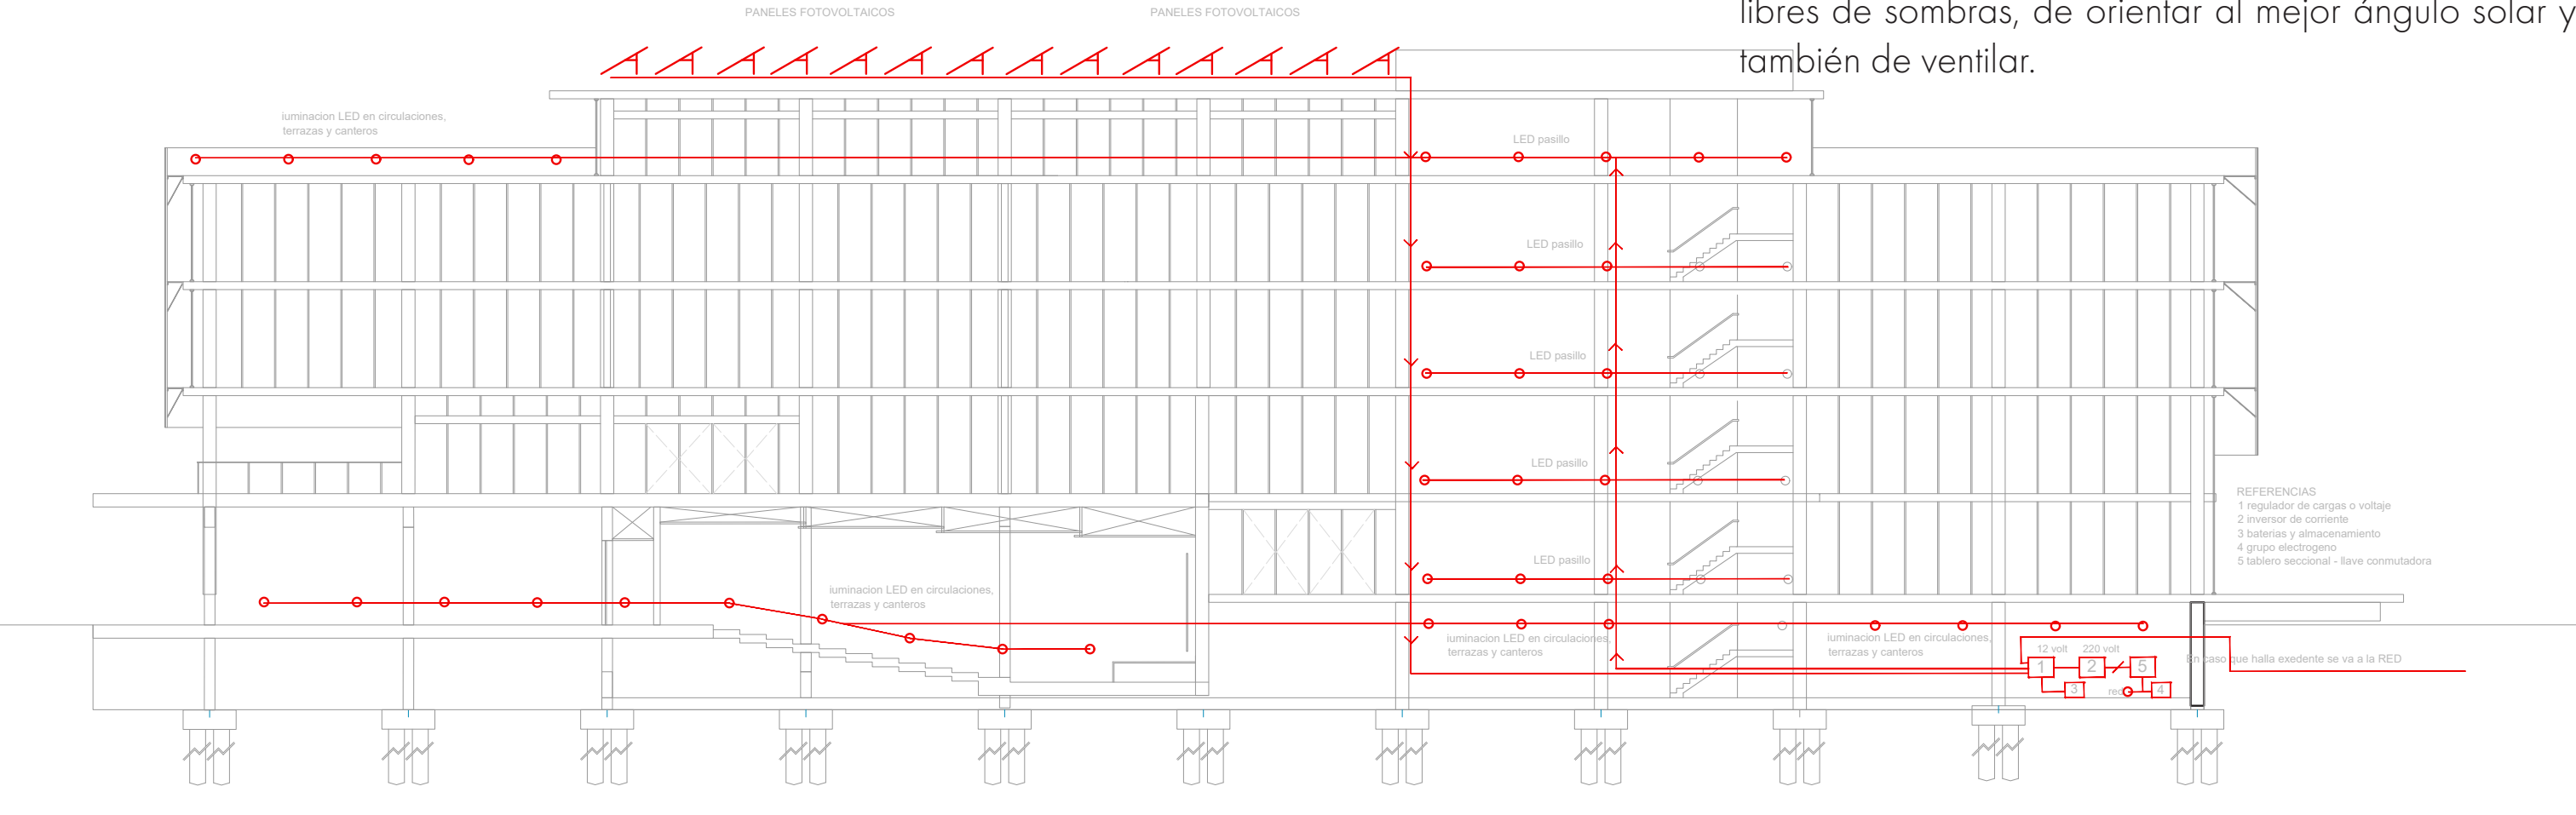 PANELES FOTOVOLTAICOS
PANELES FOTOVOLTAICOS
libres de sombras, de orientar al mejor ángulo solar y
también de ventilar.
iuminacion LED en circulaciones,
terrazas y canteros
LED pasillo
LED pasillo
LED pasillo
LED pasillo
LED pasillo
REFERENCIAS
1 regulador de cargas o voltaje
2 inversor de corriente
3 baterias y almacenamiento
4 grupo electrogeno
5 tablero seccional - llave conmutadora
iuminacion LED en circulaciones,
terrazas y canteros
iuminacion LED en circulaciones,
terrazas y canteros
iuminacion LED en circulaciones,
terrazas y canteros
12 volt 220 volt
1 2 5
3 red 4
En caso que halla exedente se va a la RED